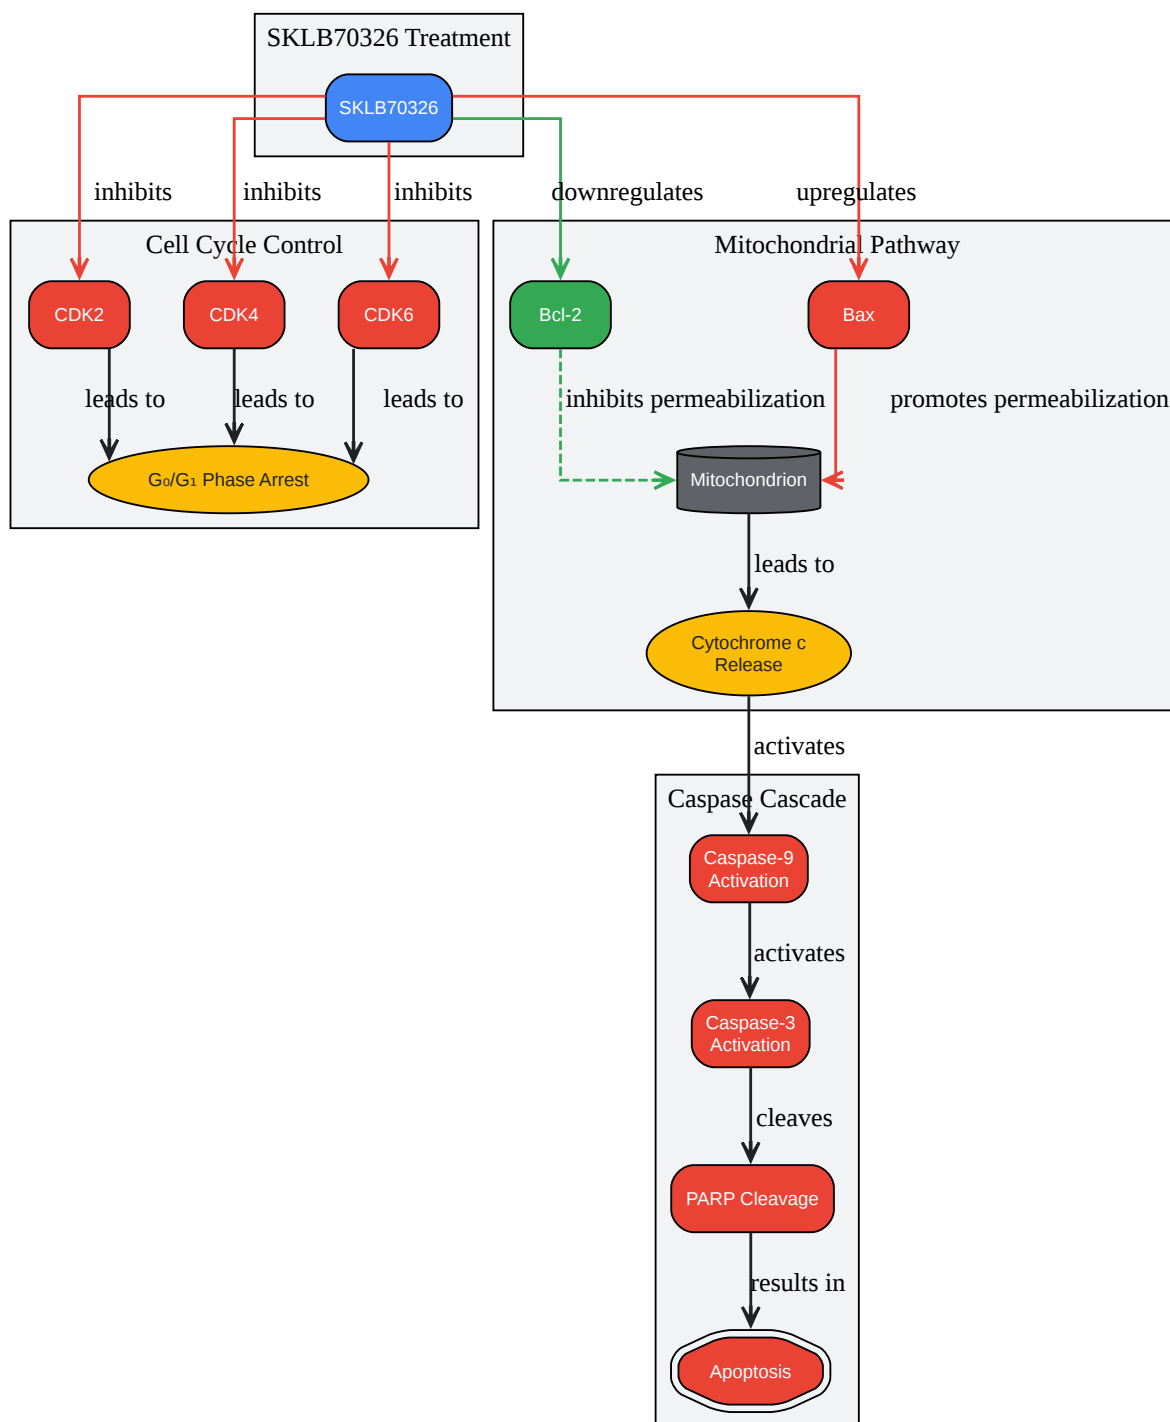 SKLB70326 Treatment
SKLB70326
inhibits
inhibits
inhibits
downregulates
upregulates
Cell Cycle Control
Mitochondrial Pathway
CDK2
CDK4
CDK6
Bcl-2
Bax
leads to
leads to
leads to
inhibits permeabilization
promotes permeabilization
G₀/G₁ Phase Arrest
Mitochondrion
leads to
Cytochrome c
Release
activates
Caspase Cascade
Caspase-9
Activation
activates
Caspase-3
Activation
cleaves
PARP Cleavage
results in
Apoptosis